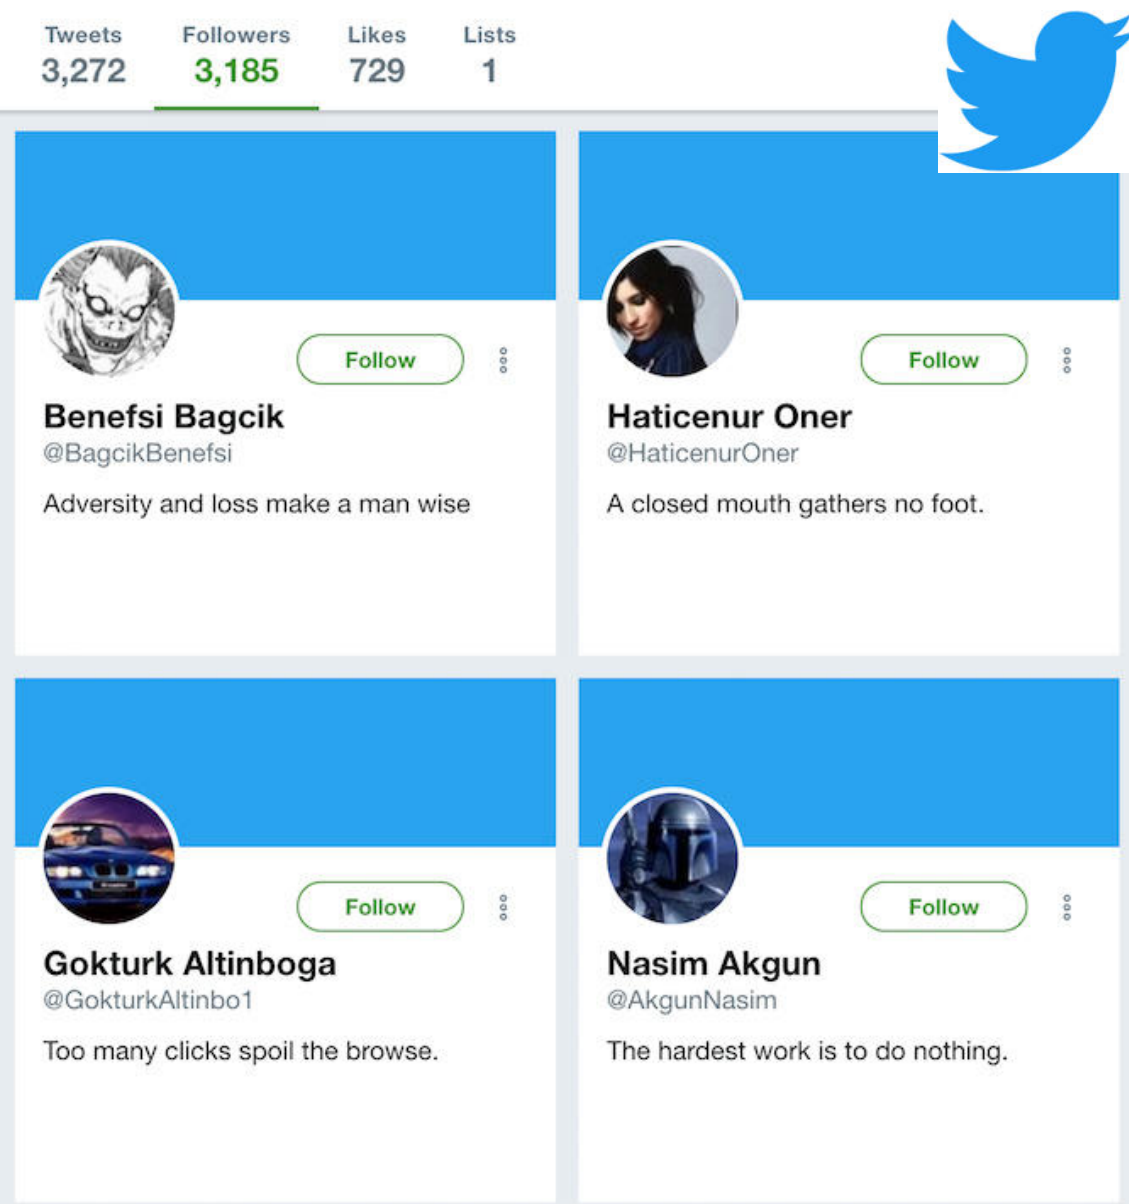 Tweets Followers Likes Lists
3,272 3,185 729 1
Follow
Benefsi Bagcik
@BagcikBenefsi
Adversity and loss make a man wise
Follow
Haticenur Oner
@HaticenurOner
A closed mouth gathers no foot.
Follow
Gokturk Altinboga
@GokturkAltinbo1
Too many clicks spoil the browse.
Follow
Nasim Akgun
@AkgunNasim
The hardest work is to do nothing.